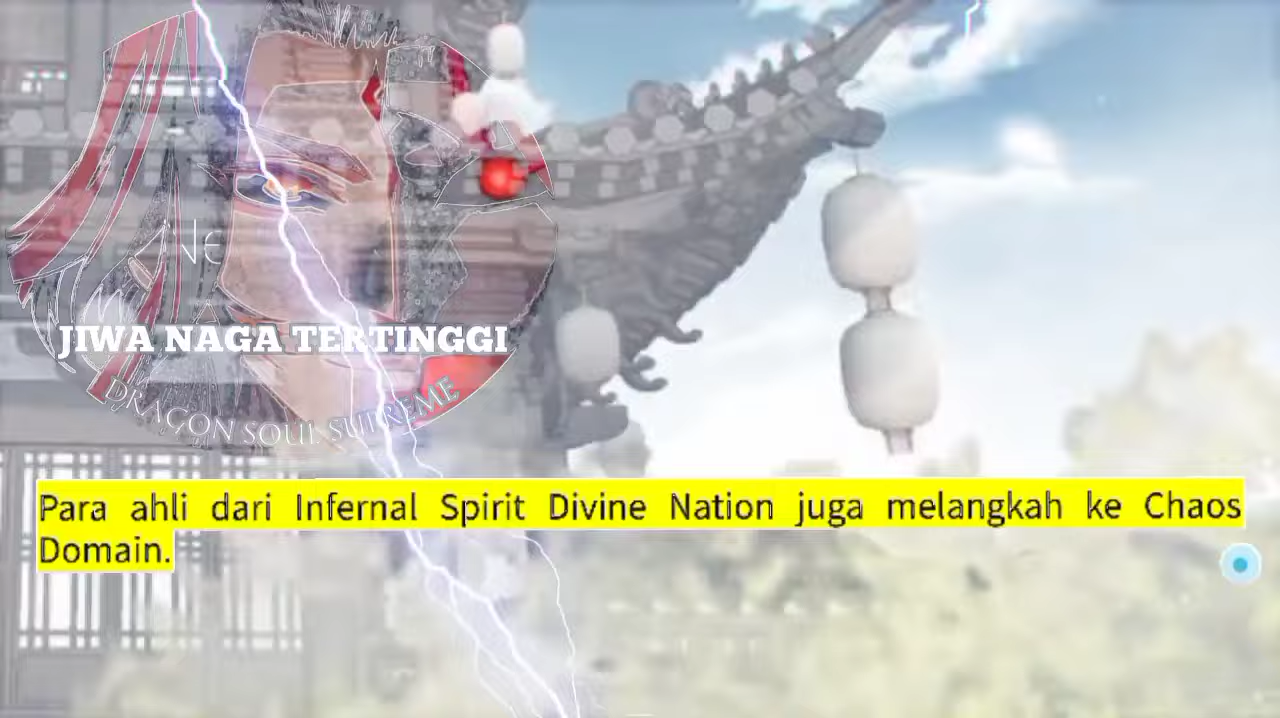 JIWA NAGA TERTINGGI
DRAGON SOUL SUPREME
Para ahli dari Infernal Spirit Divine Nation juga melangkah ke Chaos
Domain.